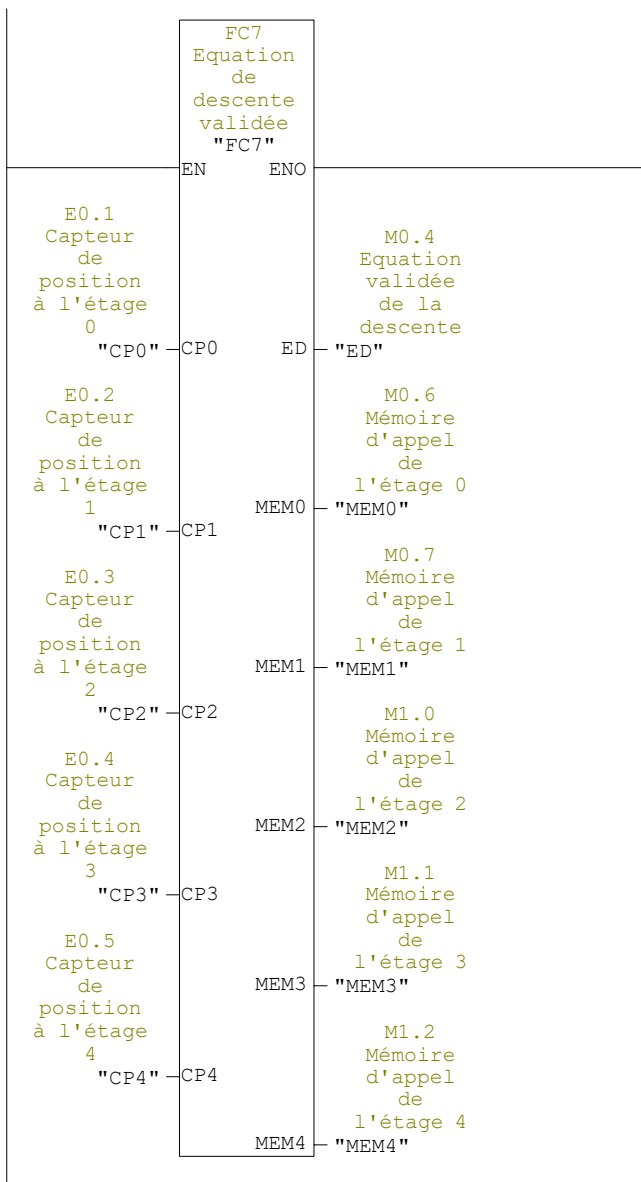 FC7
Equation
de
descente
validée
"FC7"
EN
ENO
E0.1
Capteur
de
position
à l'étage
0
"CP0"
CP0
M0.4
Equation
validée
de la
descente
ED
"ED"
E0.2
Capteur
de
position
à l'étage
1
"CP1"
CP1
M0.6
Mémoire
d'appel
de
l'étage 0
MEM0
"MEM0"
E0.3
Capteur
de
position
à l'étage
2
"CP2"
CP2
M0.7
Mémoire
d'appel
de
l'étage 1
MEM1
"MEM1"
E0.4
Capteur
de
position
à l'étage
3
"CP3"
CP3
M1.0
Mémoire
d'appel
de
l'étage 2
MEM2
"MEM2"
E0.5
Capteur
de
position
à l'étage
4
"CP4"
CP4
M1.1
Mémoire
d'appel
de
l'étage 3
MEM3
"MEM3"
M1.2
Mémoire
d'appel
de
l'étage 4
MEM4
"MEM4"